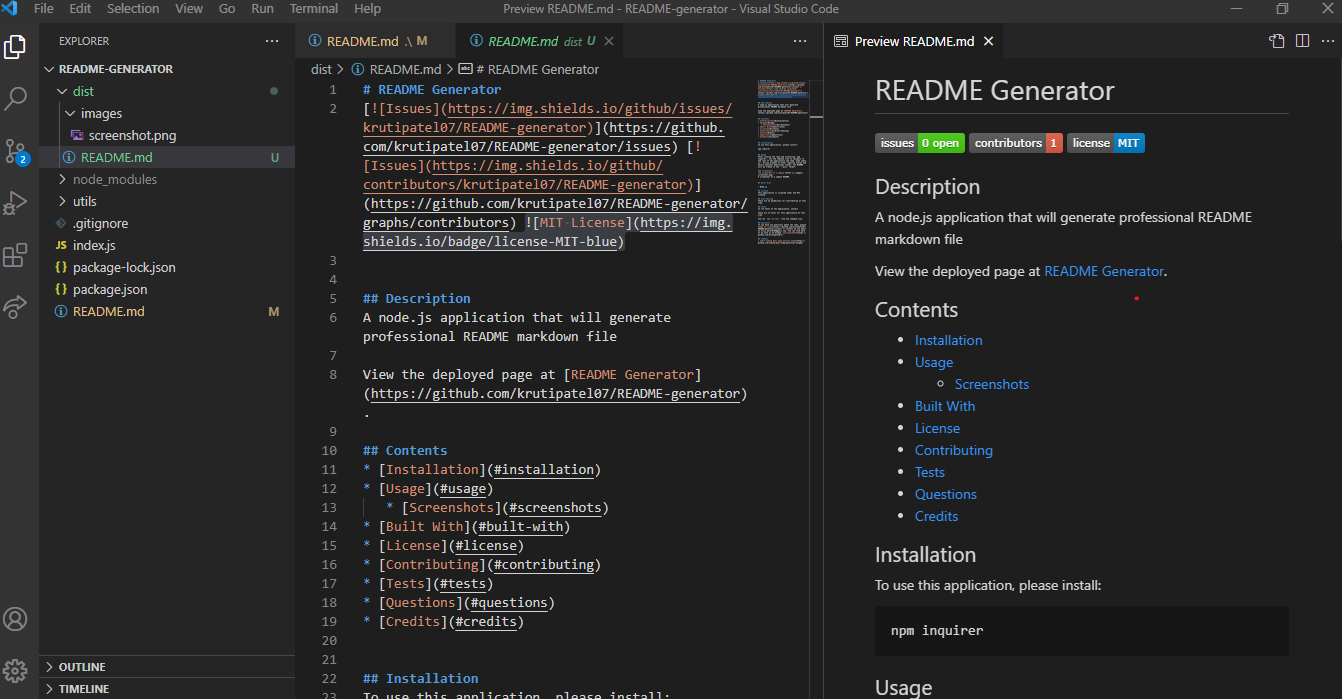 File Edit Selection View Go Run Terminal Help Preview README.md - README-generator - Visual Studio Code
EXPLORER
README-GENERATOR
dist
images
screenshot.png
README.md U
node_modules
utils
.gitignore
JS index.js
{} package-lock.json
{} package.json
README.md M
OUTLINE
TIMELINE
2
README.md .\ M
README.md dist U
dist > README.md > abc # README Generator
1 # README Generator
2 [![Issues](https://img.shields.io/github/issues/
krutipatel07/README-generator)](https://github.
com/krutipatel07/README-generator/issues) [!
[Issues](https://img.shields.io/github/
contributors/krutipatel07/README-generator)]
(https://github.com/krutipatel07/README-generator/
graphs/contributors) ![MIT·License](https://img.
shields.io/badge/license-MIT-blue)
3
4
5 ## Description
6 A node.js application that will generate
professional README markdown file
7
8 View the deployed page at [README Generator]
(https://github.com/krutipatel07/README-generator)
.
9
10 ## Contents
11 * [Installation](#installation)
12 * [Usage](#usage)
13 * [Screenshots](#screenshots)
14 * [Built With](#built-with)
15 * [License](#license)
16 * [Contributing](#contributing)
17 * [Tests](#tests)
18 * [Questions](#questions)
19 * [Credits](#credits)
20
21
22 ## Installation
23 To use this application, please install:
Preview README.md
README Generator
issues 0 open contributors 1 license MIT
Description
A node.js application that will generate professional README
markdown file
View the deployed page at README Generator.
Contents
Installation
Usage
Screenshots
Built With
License
Contributing
Tests
Questions
Credits
Installation
To use this application, please install:
npm inquirer
Usage